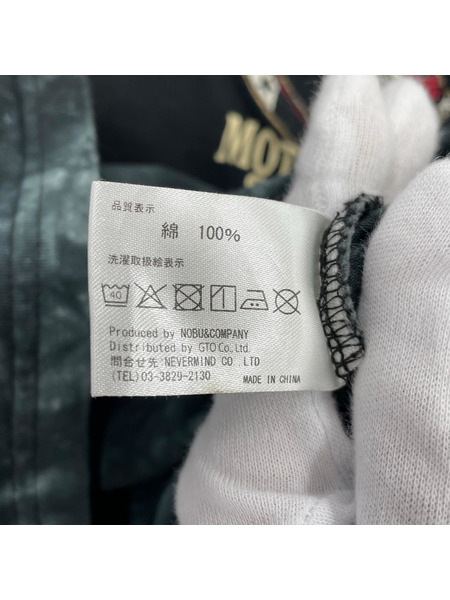 MOT
品質表示
綿 100%
洗濯取扱絵表示
40
Produced by NOBU&COMPANY
Distributed by GTO Co., Ltd.
問合せ先:NEVERMIND CO. LTD
(TEL) 03-3829-2130
MADE IN CHINA